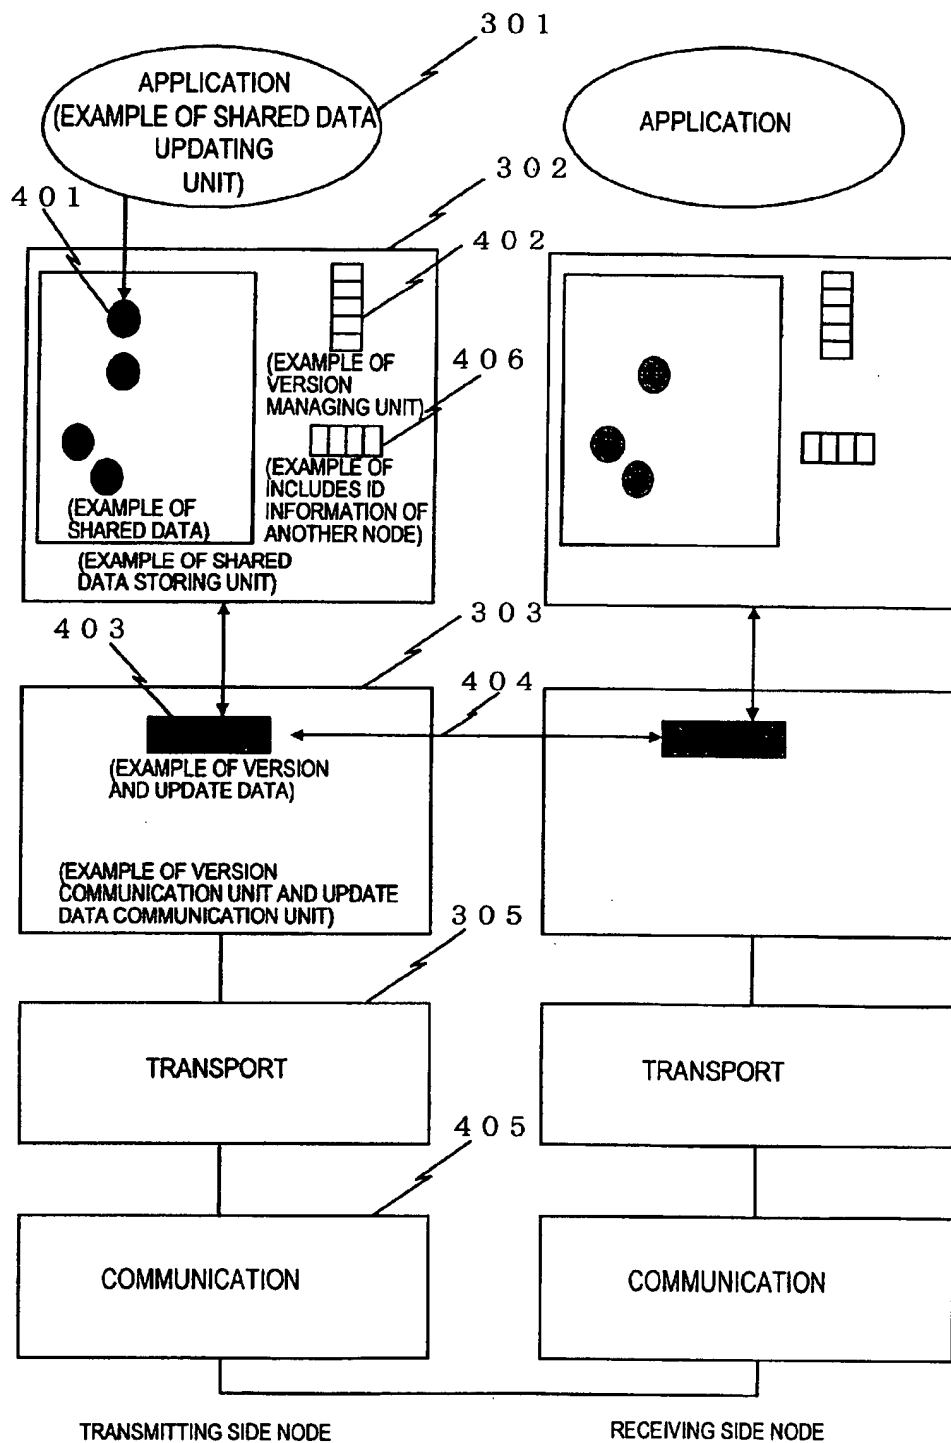 301
APPLICATION
(EXAMPLE OF SHARED DATA
UPDATING
UNIT)
APPLICATION
302
401
402
(EXAMPLE OF
VERSION
MANAGING UNIT)
406
(EXAMPLE OF
INCLUDES ID
INFORMATION OF
ANOTHER NODE)
(EXAMPLE OF
SHARED DATA)
(EXAMPLE OF SHARED
DATA STORING UNIT)
403
303
404
(EXAMPLE OF VERSION
AND UPDATE DATA)
(EXAMPLE OF VERSION
COMMUNICATION UNIT AND UPDATE
DATA COMMUNICATION UNIT)
305
TRANSPORT
TRANSPORT
405
COMMUNICATION
COMMUNICATION
TRANSMITTING SIDE NODE
RECEIVING SIDE NODE